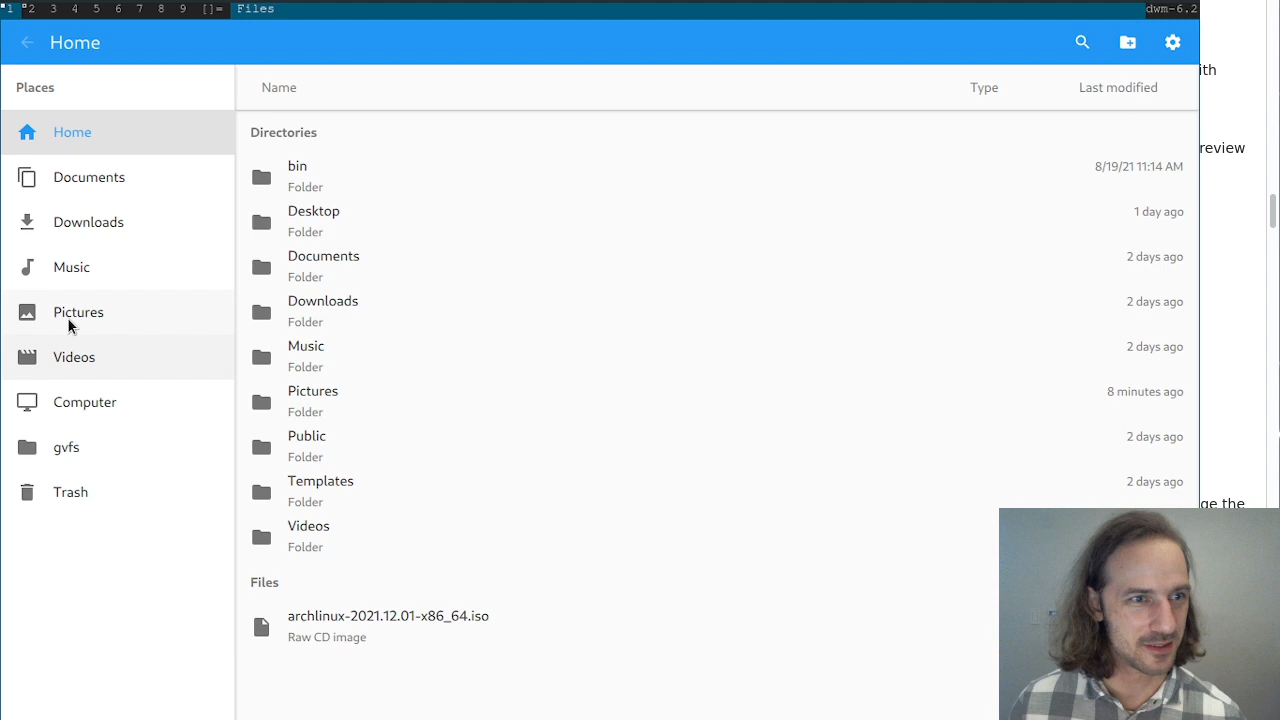 1 2 3 4 5 6 7 8 9 []= Files dwm-6.2
Home
Places
Home
Documents
Downloads
Music
Pictures
Videos
Computer
gvfs
Trash
Name Type Last modified
Directories
bin 8/19/21 11:14 AM
Folder
Desktop 1 day ago
Folder
Documents 2 days ago
Folder
Downloads 2 days ago
Folder
Music 2 days ago
Folder
Pictures 8 minutes ago
Folder
Public 2 days ago
Folder
Templates 2 days ago
Folder
Videos
Folder
Files
archlinux-2021.12.01-x86_64.iso
Raw CD image
ith
review
ge the